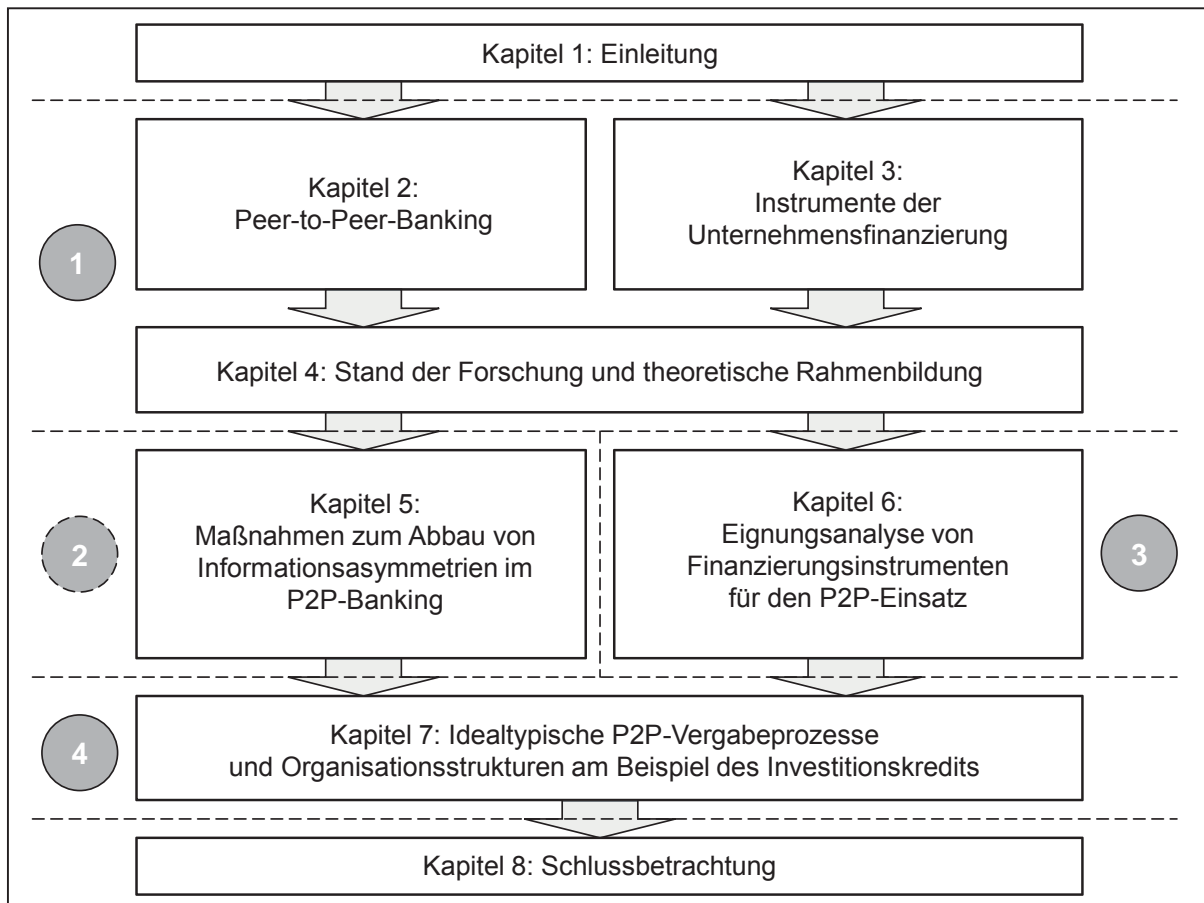 Kapitel 1: Einleitung
Kapitel 2:
Peer-to-Peer-Banking
Kapitel 3:
Instrumente der
Unternehmensfinanzierung
1
Kapitel 4: Stand der Forschung und theoretische Rahmenbildung
2
Kapitel 5:
Maßnahmen zum Abbau von
Informationsasymmetrien im
P2P-Banking
Kapitel 6:
Eignungsanalyse von
Finanzierungsinstrumenten
für den P2P-Einsatz
3
4
Kapitel 7: Idealtypische P2P-Vergabeprozesse
und Organisationsstrukturen am Beispiel des Investitionskredits
Kapitel 8: Schlussbetrachtung